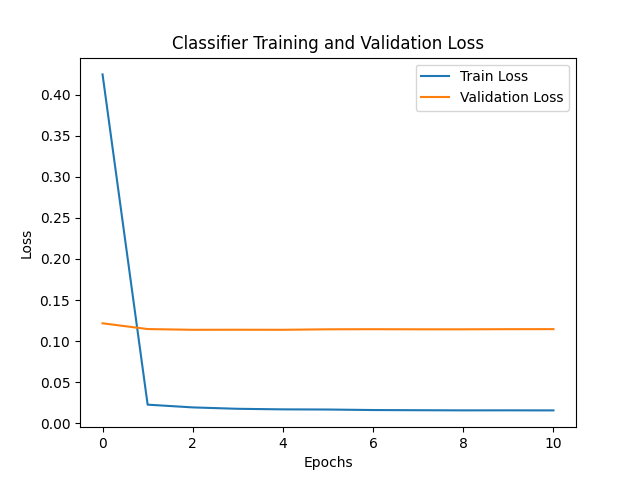 Classifier Training and Validation Loss
Train Loss
Validation Loss
0.40
0.35
0.30
0.25
0.20
0.15
0.10
0.05
0.00
Loss
0 2 4 6 8 10
Epochs